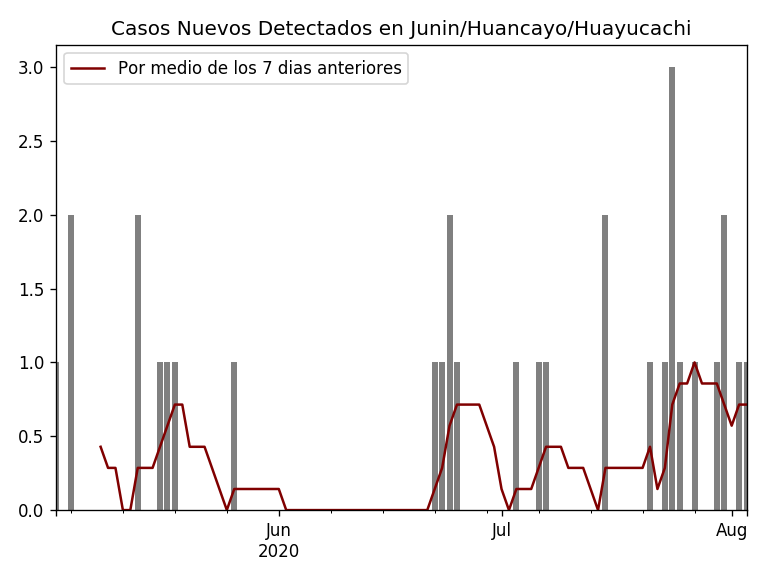 Casos Nuevos Detectados en Junin/Huancayo/Huayucachi
Por medio de los 7 dias anteriores
3.0
2.5
2.0
1.5
1.0
0.5
0.0
Jun
2020
Jul
Aug